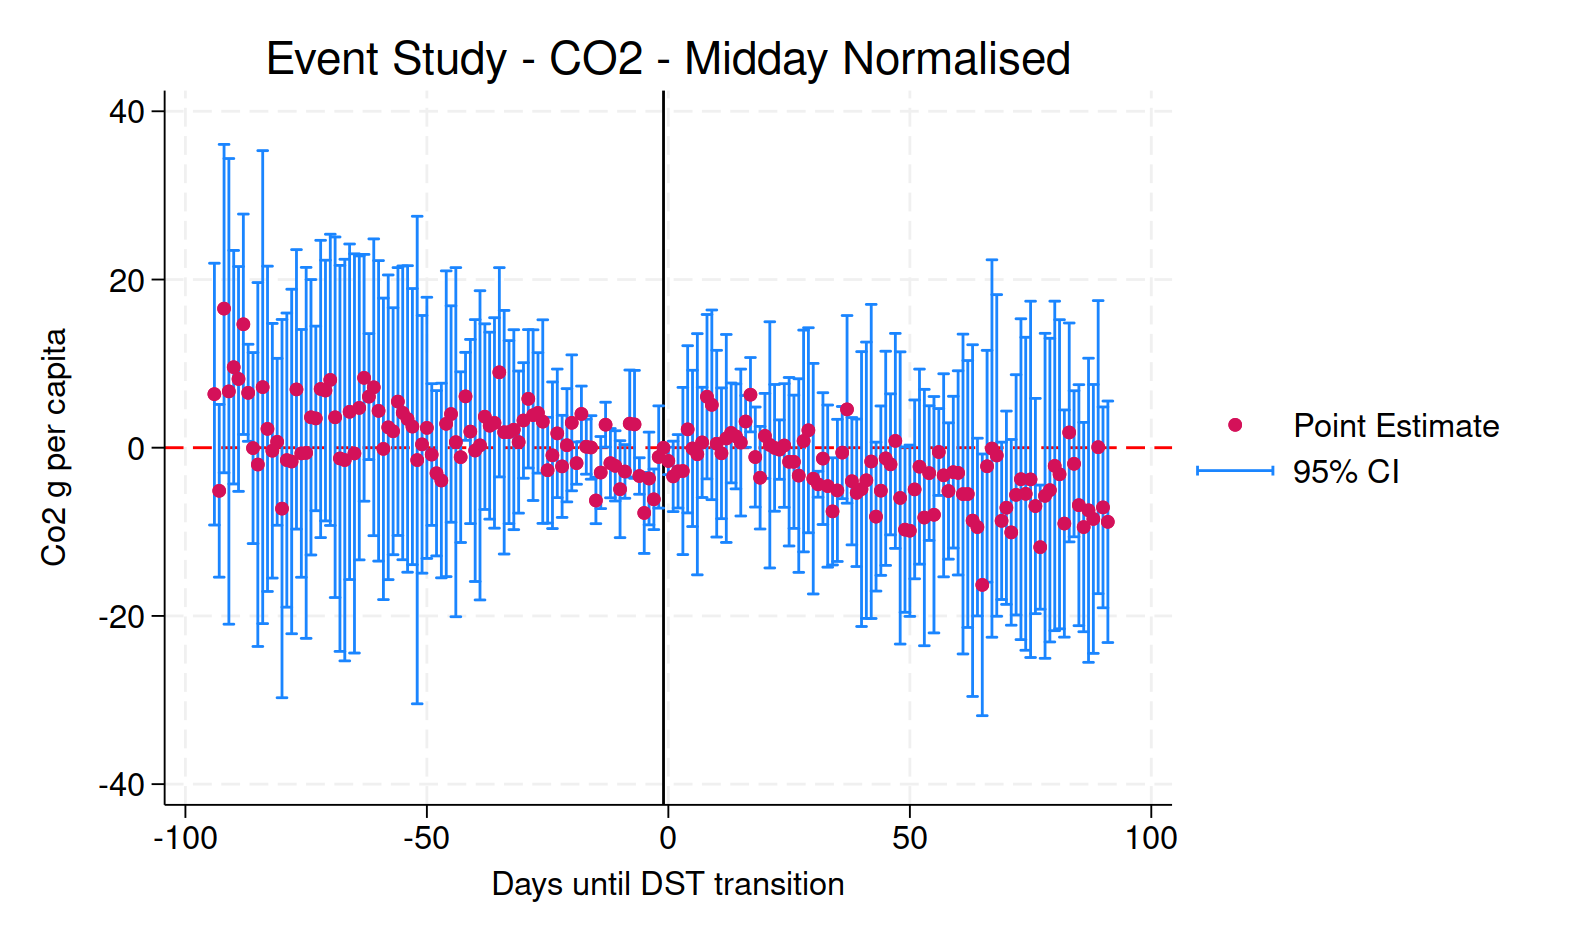 Event Study - CO2 - Midday Normalised
40
20
0
-20
-40
Co2 g per capita
-100
-50
0
50
100
Days until DST transition
Point Estimate
95% CI